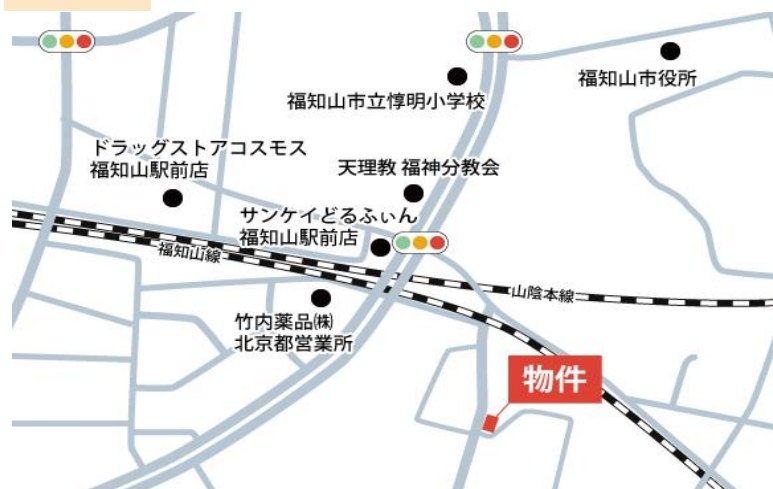 福知山市役所
福知山市立惇明小学校
ドラッグストアコスモス
福知山駅前店
天理教 福神分教会
サンケイどるふぃん
福知山駅前店
福知山線
山陰本線
竹内薬品㈱
北京都営業所
物件